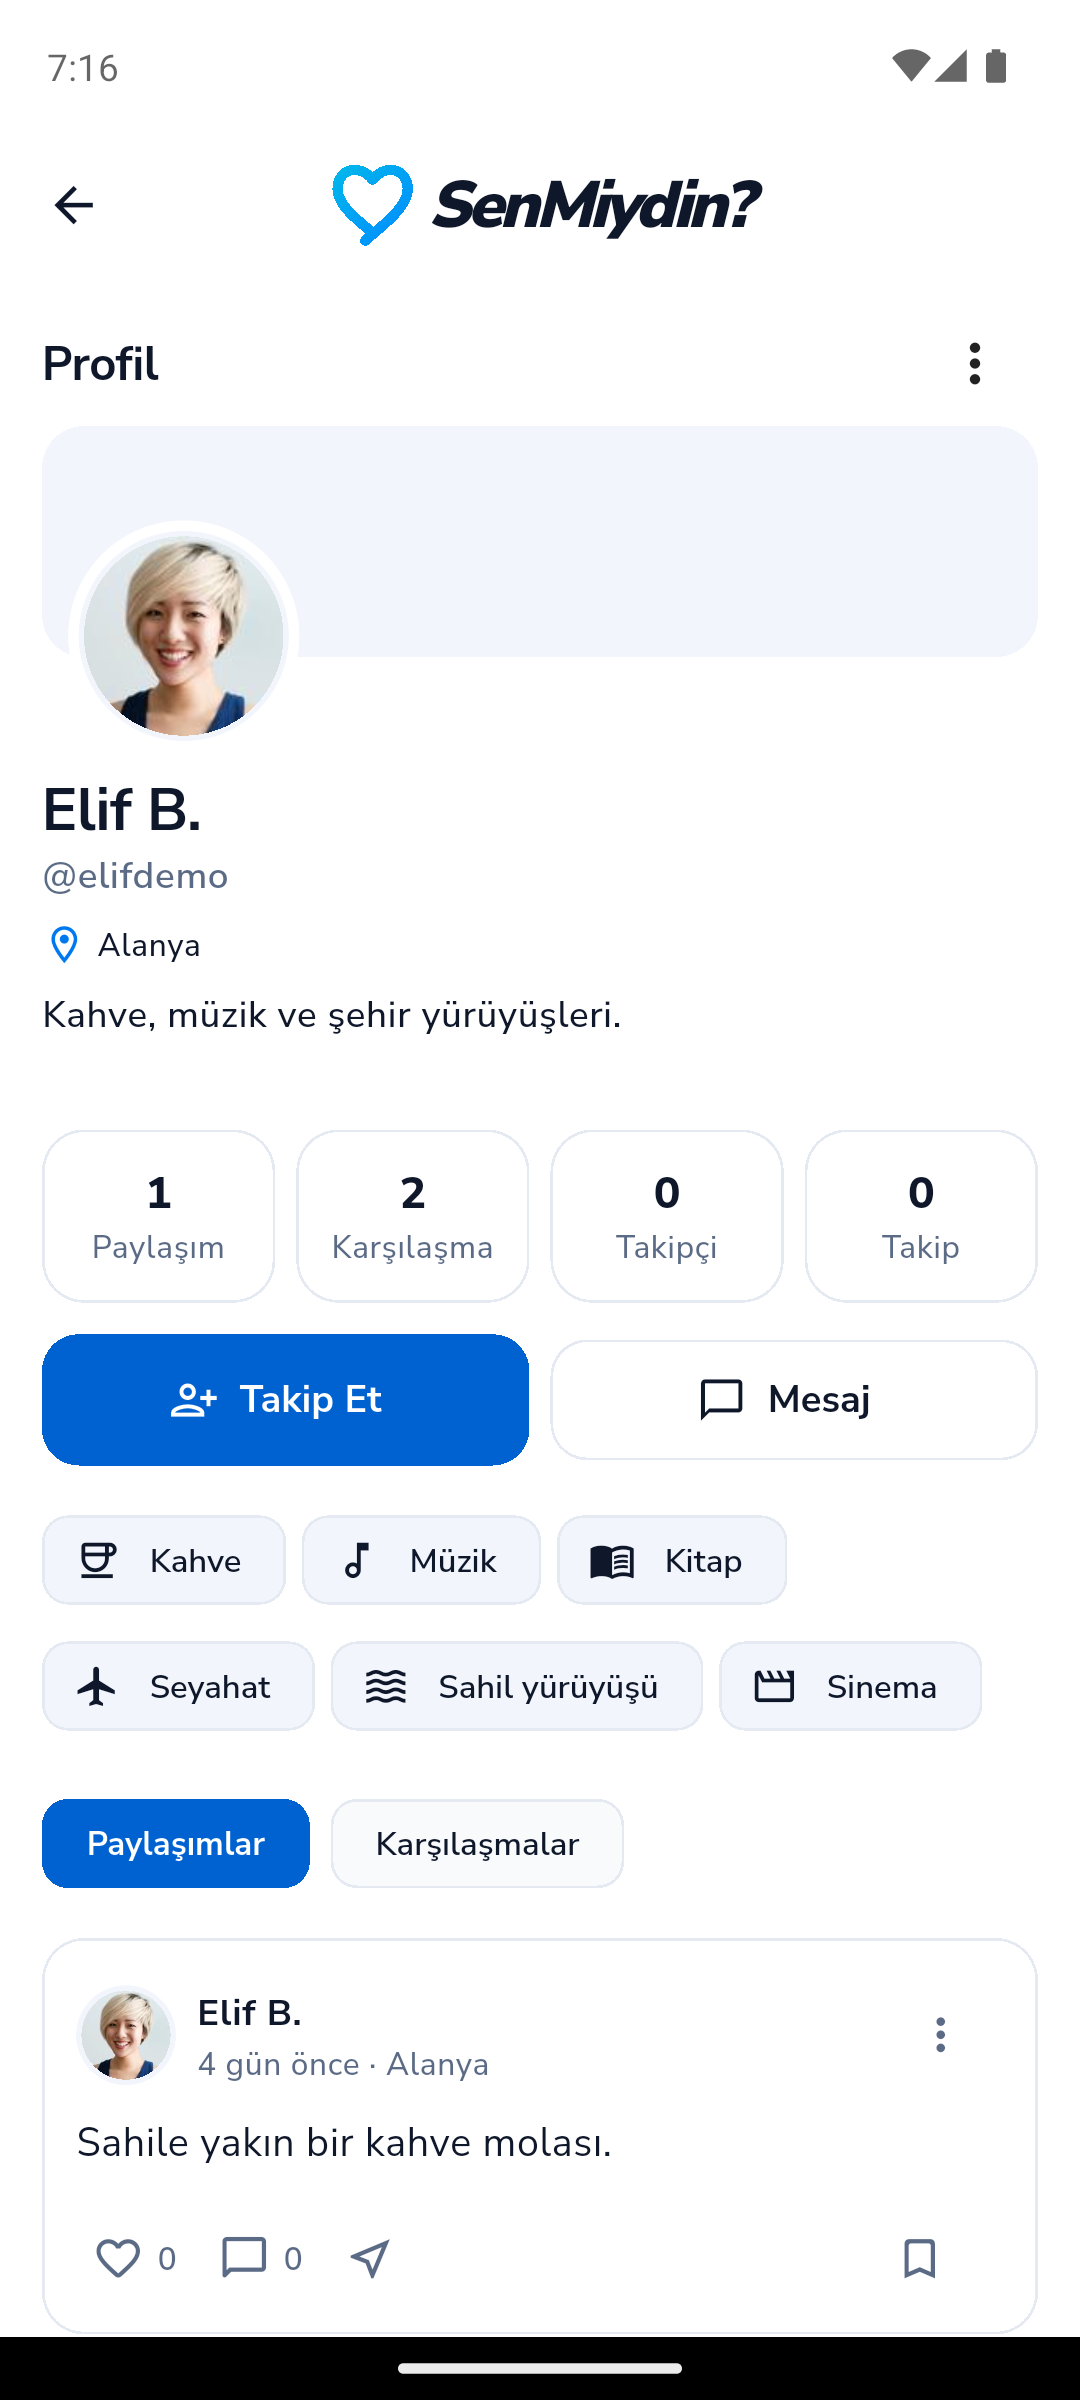 7:16
SenMiydin?
Profil
Elif B.
@elifdemo
Alanya
Kahve, müzik ve şehir yürüyüşleri.
1 2 0 0
Paylaşım Karşılaşma Takipçi Takip
Takip Et Mesaj
Kahve Müzik Kitap
Seyahat Sahil yürüyüşü Sinema
Paylaşımlar Karşılaşmalar
Elif B.
4 gün önce · Alanya
Sahile yakın bir kahve molası.
0 0